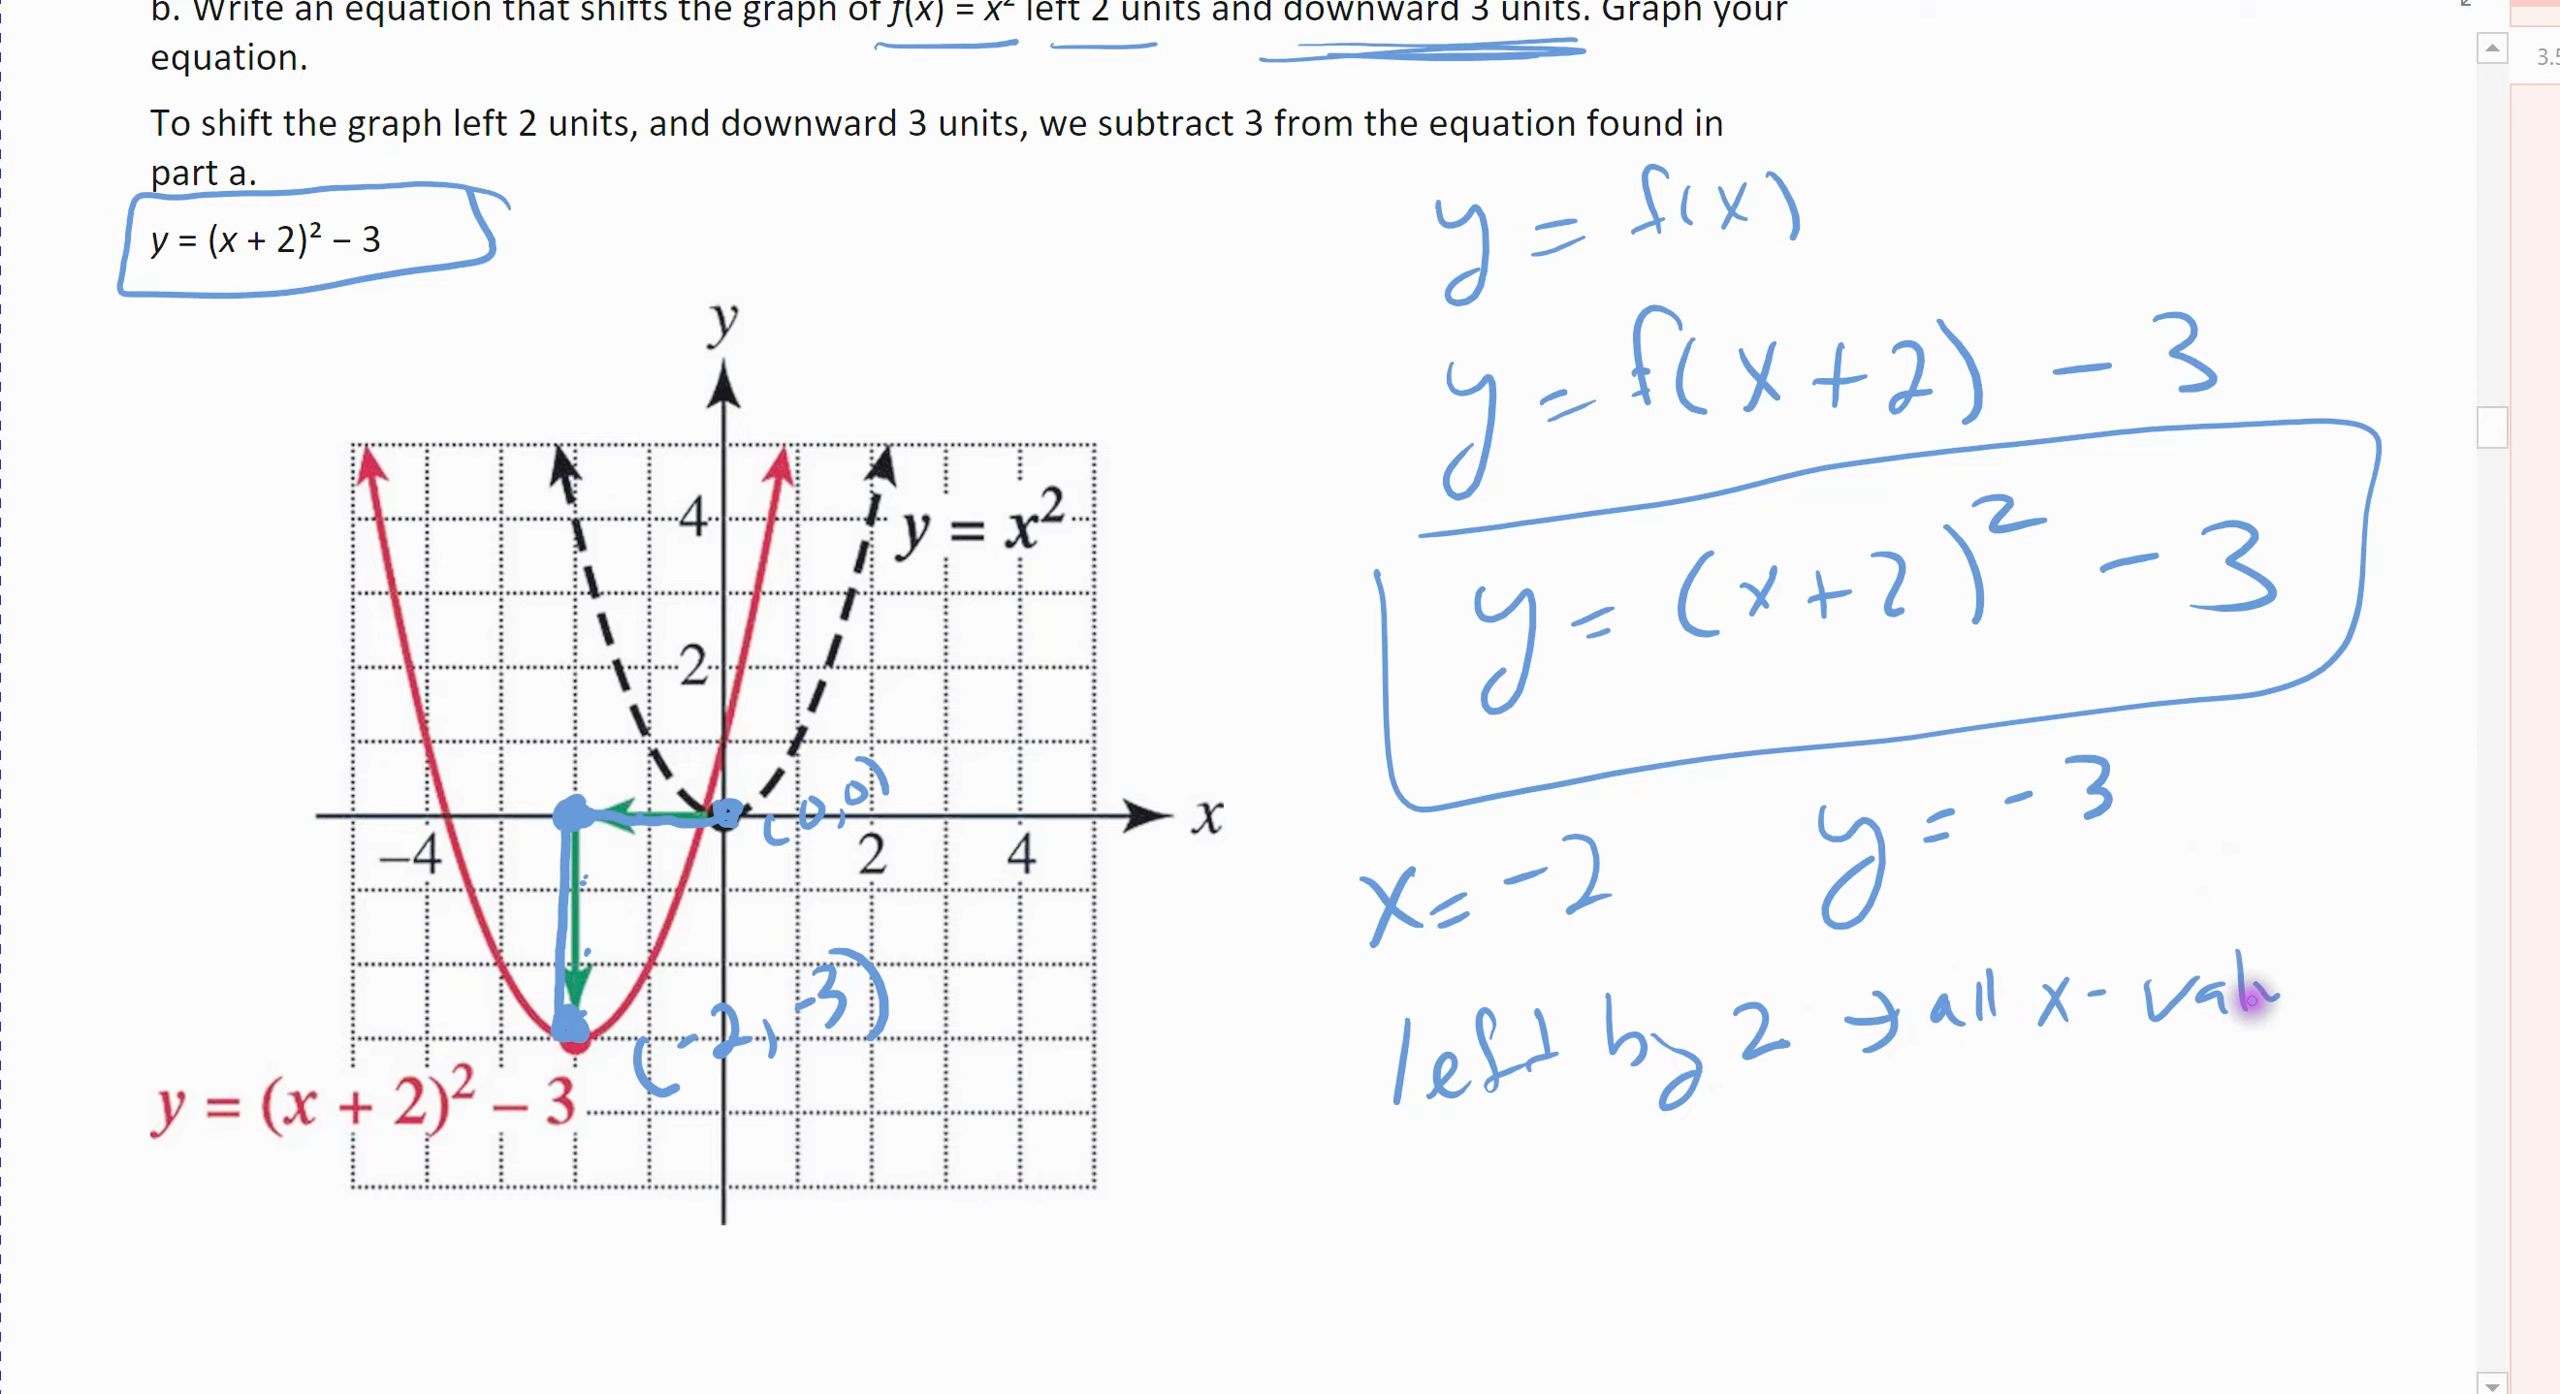 b. Write an equation that shifts the graph of f(x) = x² left 2 units and downward 3 units. Graph your
equation.
To shift the graph left 2 units, and downward 3 units, we subtract 3 from the equation found in
part a.
y = (x + 2)² − 3
y = f(x)
y = f(x+2) - 3
y = (x+2)² - 3
x = -2 y = -3
left by 2 → all x-valu
y
4
y = x²
2
(0,0)
x
−4
2
4
(-2, -3)
y = (x + 2)² − 3